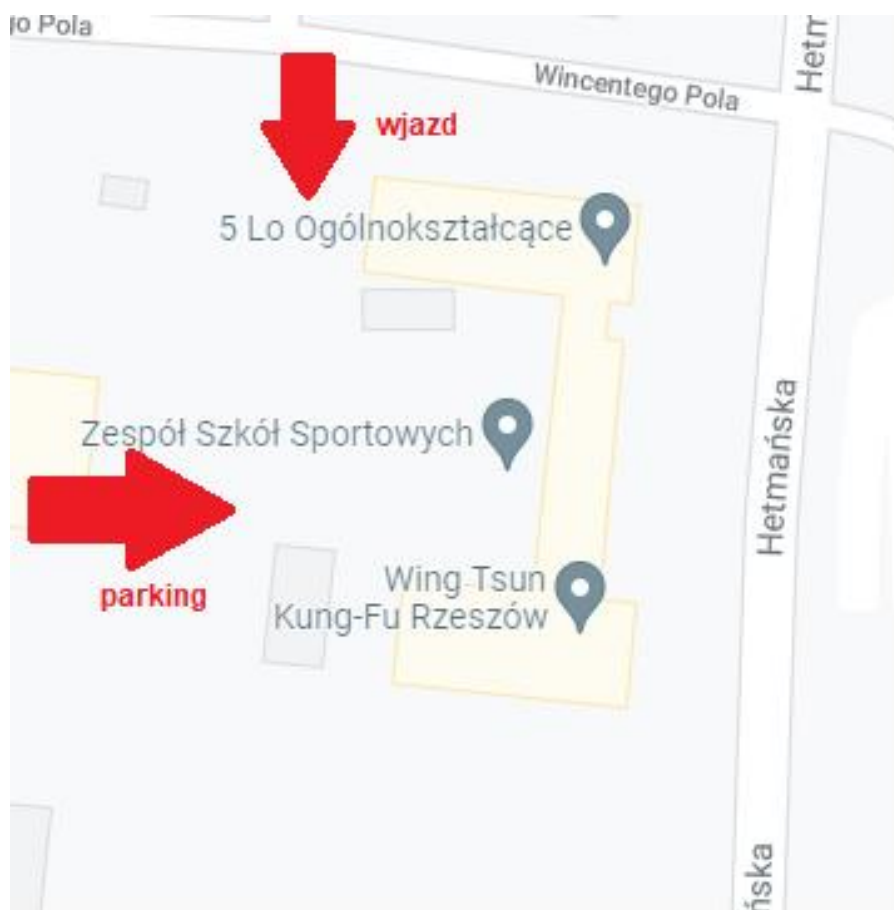 go Pola
Wincentego Pola
Hetm
wjazd
5 Lo Ogólnokształcące
Zespół Szkół Sportowych
Hetmańska
parking
Wing Tsun
Kung-Fu Rzeszów
ńska